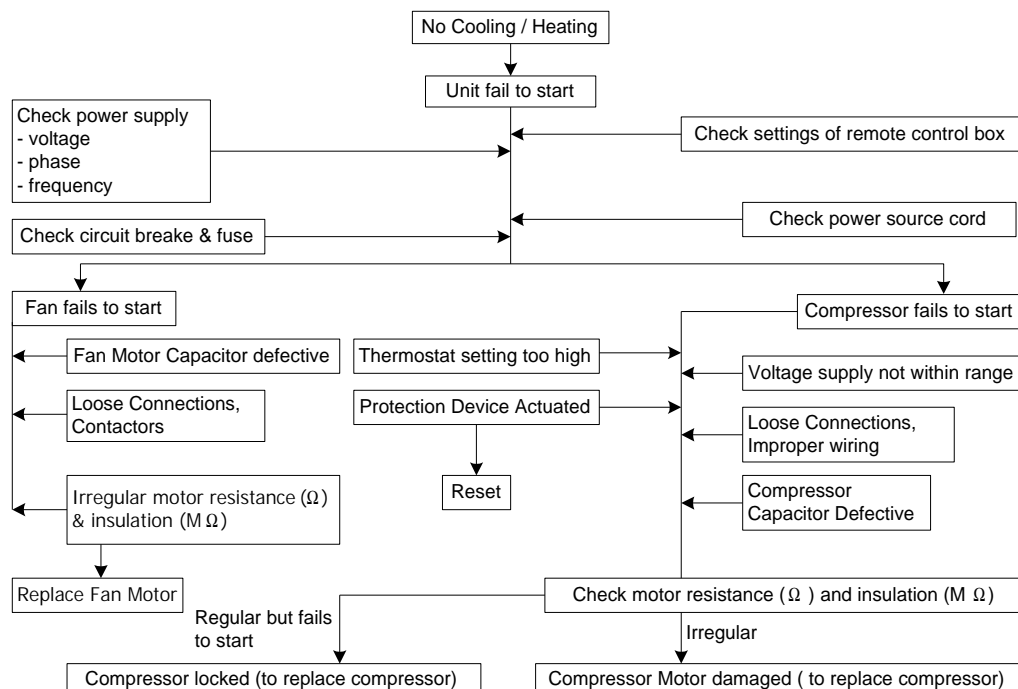 No Cooling / Heating
Unit fail to start
Check power supply
- voltage
- phase
- frequency
Check settings of remote control box
Check power source cord
Check circuit breake & fuse
Fan fails to start
Compressor fails to start
Fan Motor Capacitor defective
Thermostat setting too high
Voltage supply not within range
Loose Connections,
Contactors
Protection Device Actuated
Loose Connections,
Improper wiring
Irregular motor resistance (Ω)
& insulation (MΩ)
Reset
Compressor
Capacitor Defective
Replace Fan Motor
Check motor resistance (Ω ) and insulation (M Ω)
Regular but fails
to start
Irregular
Compressor locked (to replace compressor)
Compressor Motor damaged ( to replace compressor)